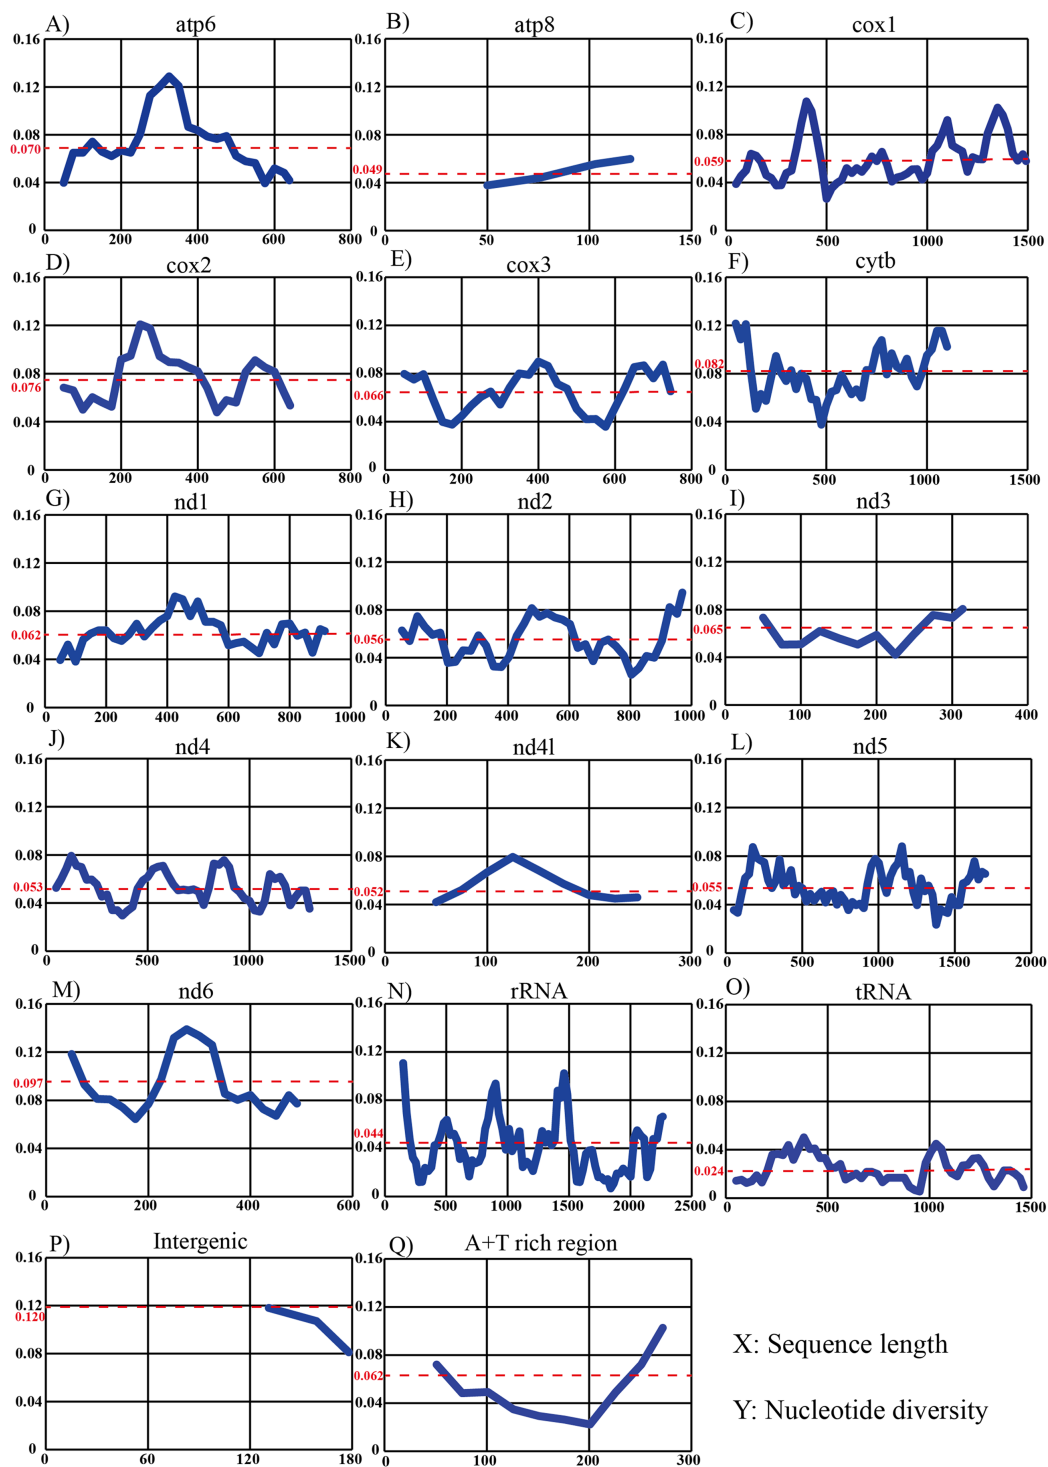 A) atp6
0.16
0.12
0.08
0.070
0.04
0
0 200 400 600 800
B) atp8
0.16
0.12
0.08
0.049
0.04
0
50 100 150
C) cox1
0.16
0.12
0.08
0.059
0.04
0
0 500 1000 1500
D) cox2
0.16
0.12
0.08
0.076
0.04
0
0 200 400 600 800
E) cox3
0.16
0.12
0.08
0.066
0.04
0
0 200 400 600 800
F) cytb
0.16
0.12
0.082
0.08
0.04
0
0 500 1000 1500
G) nd1
0.16
0.12
0.08
0.062
0.04
0
0 200 400 600 800 1000
H) nd2
0.16
0.12
0.08
0.056
0.04
0
0 200 400 600 800 1000
I) nd3
0.16
0.12
0.08
0.065
0.04
0
100 200 300 400
J) nd4
0.16
0.12
0.08
0.053
0.04
0
0 500 1000 1500
K) nd4l
0.16
0.12
0.08
0.052
0.04
0
0 100 200 300
L) nd5
0.16
0.12
0.08
0.055
0.04
0
0 500 1000 1500 2000
M) nd6
0.16
0.12
0.097
0.08
0.04
0
0 200 400 600
N) rRNA
0.16
0.12
0.08
0.044
0.04
0
0 500 1000 1500 2000 2500
O) tRNA
0.16
0.12
0.08
0.04
0.024
0
0 500 1000 1500
P) Intergenic
0.16
0.12
0.120
0.08
0.04
0
0 60 120 180
Q) A+T rich region
0.16
0.12
0.08
0.062
0.04
0
0 100 200 300
X: Sequence length
Y: Nucleotide diversity